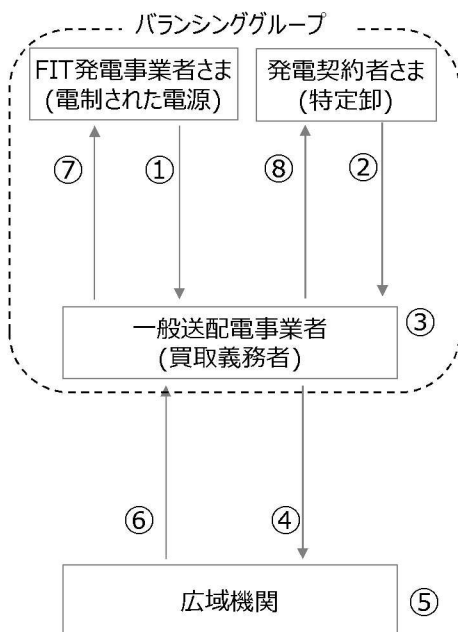 バランシンググループ
FIT発電事業者さま
(電制された電源)
発電契約者さま
(特定卸)
⑦
①
⑧
②
一般送配電事業者
(買取義務者)
③
⑥
④
広域機関
⑤